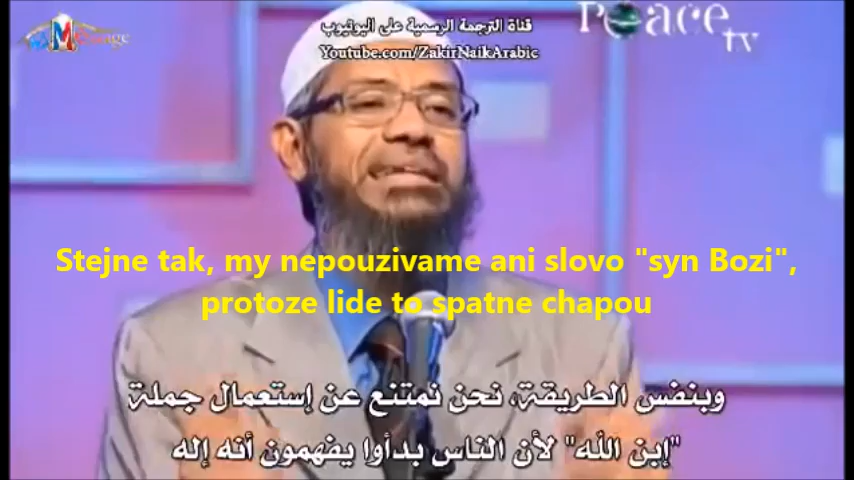 Message
قناة الترجمة الرسمية على اليوتيوب
Youtube.com/ZakirNaikArabic
Peace
tv
Stejne tak, my nepouzivame ani slovo "syn Bozi",
protoze lide to spatne chapou
وبنفس الطريقة، نحن نمتنع عن إستعمال جملة
"إبن الله" لأن الناس بدأوا يفهمون أنه إله